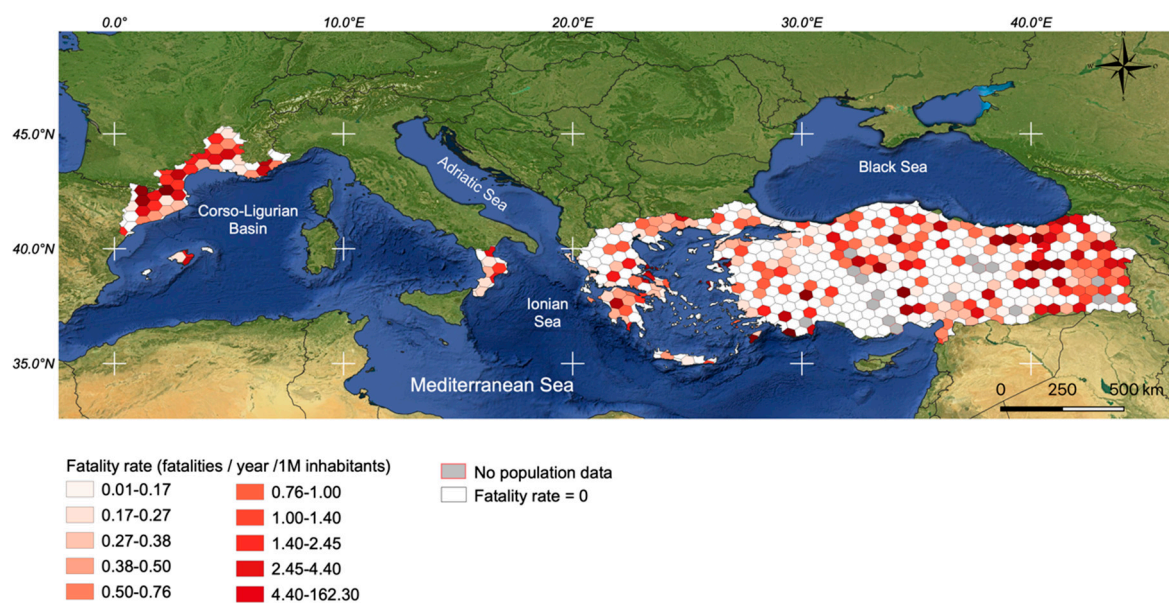 0.0°E 10.0°E 20.0°E 30.0°E 40.0°E
45.0°N
40.0°N
35.0°N
Adriatic Sea
Black Sea
Corso-Ligurian
Basin
Ionian
Sea
Mediterranean Sea
0 250 500 km
Fatality rate (fatalities / year /1M inhabitants)
0.01-0.17
0.17-0.27
0.27-0.38
0.38-0.50
0.50-0.76
0.76-1.00
1.00-1.40
1.40-2.45
2.45-4.40
4.40-162.30
No population data
Fatality rate = 0